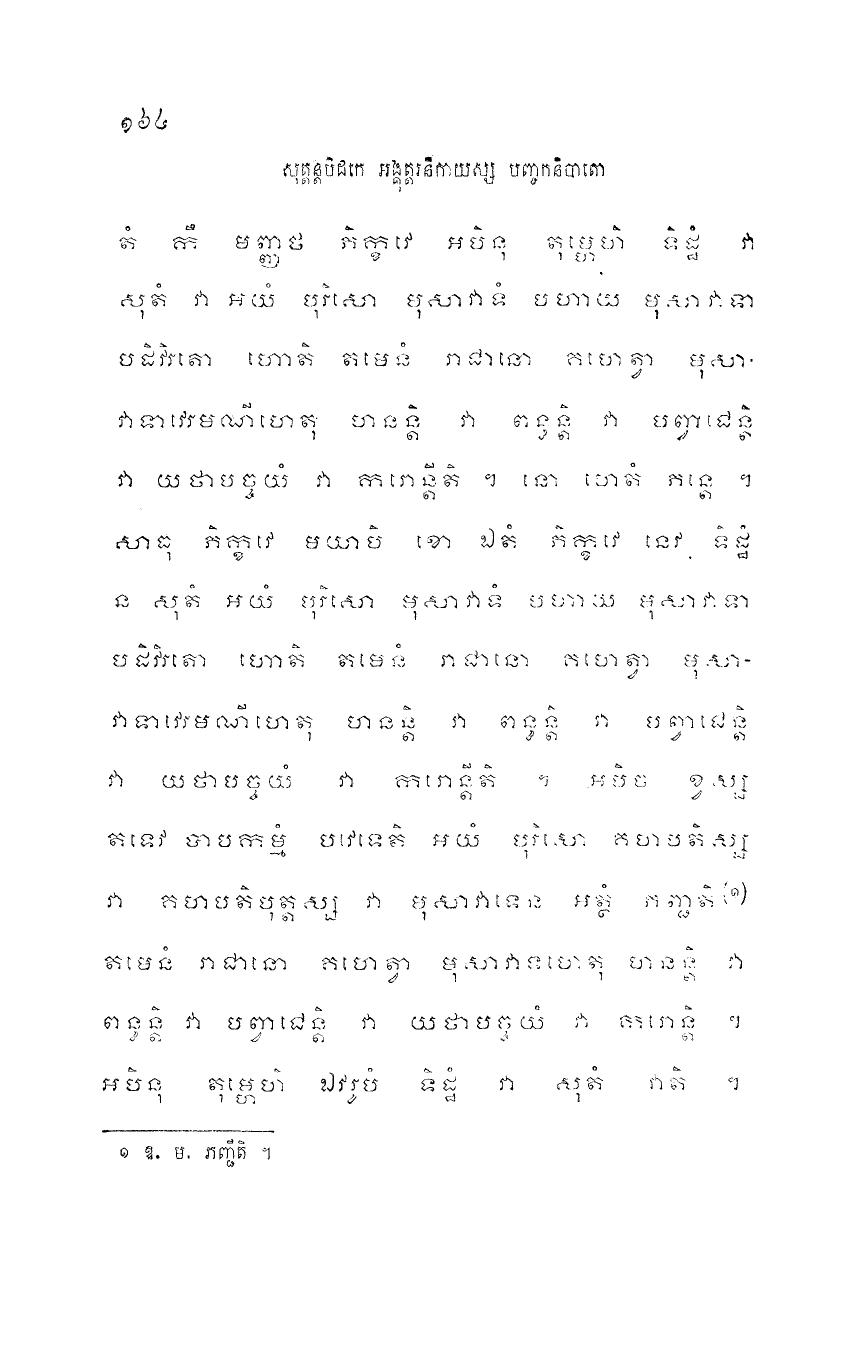 ១៦៤
សុត្តន្តបិដកេ អង្គុត្តរនិកាយស្ស បញ្ចកនិបាតោ
តំ កឹ មញ្ញថ ភិក្ខវេ អបិនុ តុម្ហេហិ ទិដ្ឋំ វា
សុតំ វា អយំ បុរិសោ មុសាវាទំ បហាយ មុសាវាទា
បដិវិរតោ ហោតិ តមេនំ រាជានោ គហេត្វា មុសា-
វាទាវេរមណីហេតុ ហនន្តិ វា ពន្ធន្តិ វា បព្វាជេន្តិ
វា យថាបច្ចយំ វា ករោន្តីតិ ។ នោ ហេតំ ភន្តេ ។
សាធុ ភិក្ខវេ មយាបិ ខោ ឯតំ ភិក្ខវេ នេវ ទិដ្ឋំ
ន សុតំ អយំ បុរិសោ មុសាវាទំ បហាយ មុសាវាទា
បដិវិរតោ ហោតិ តមេនំ រាជានោ គហេត្វា មុសា-
វាទាវេរមណីហេតុ ហនន្តិ វា ពន្ធន្តិ វា បព្វាជេន្តិ
វា យថាបច្ចយំ វា ករោន្តីតិ ។ អបិច ខ្វស្ស
តទេវ បាបកម្មំ បវេទេតិ អយំ បុរិសោ គហបតិស្ស
វា គហបតិបុត្តស្ស វា មុសាវាទេន អត្ថំ ភញ្ជតិ (១)
តមេនំ រាជានោ គហេត្វា មុសាវាទហេតុ ហនន្តិ វា
ពន្ធន្តិ វា បព្វាជេន្តិ វា យថាបច្ចយំ វា ករោន្តិ ។
អបិនុ តុម្ហេហិ ឯវរូបំ ទិដ្ឋំ វា សុតំ វាតិ ។
១ ឱ. ម. ភញ្ជីតិ ។